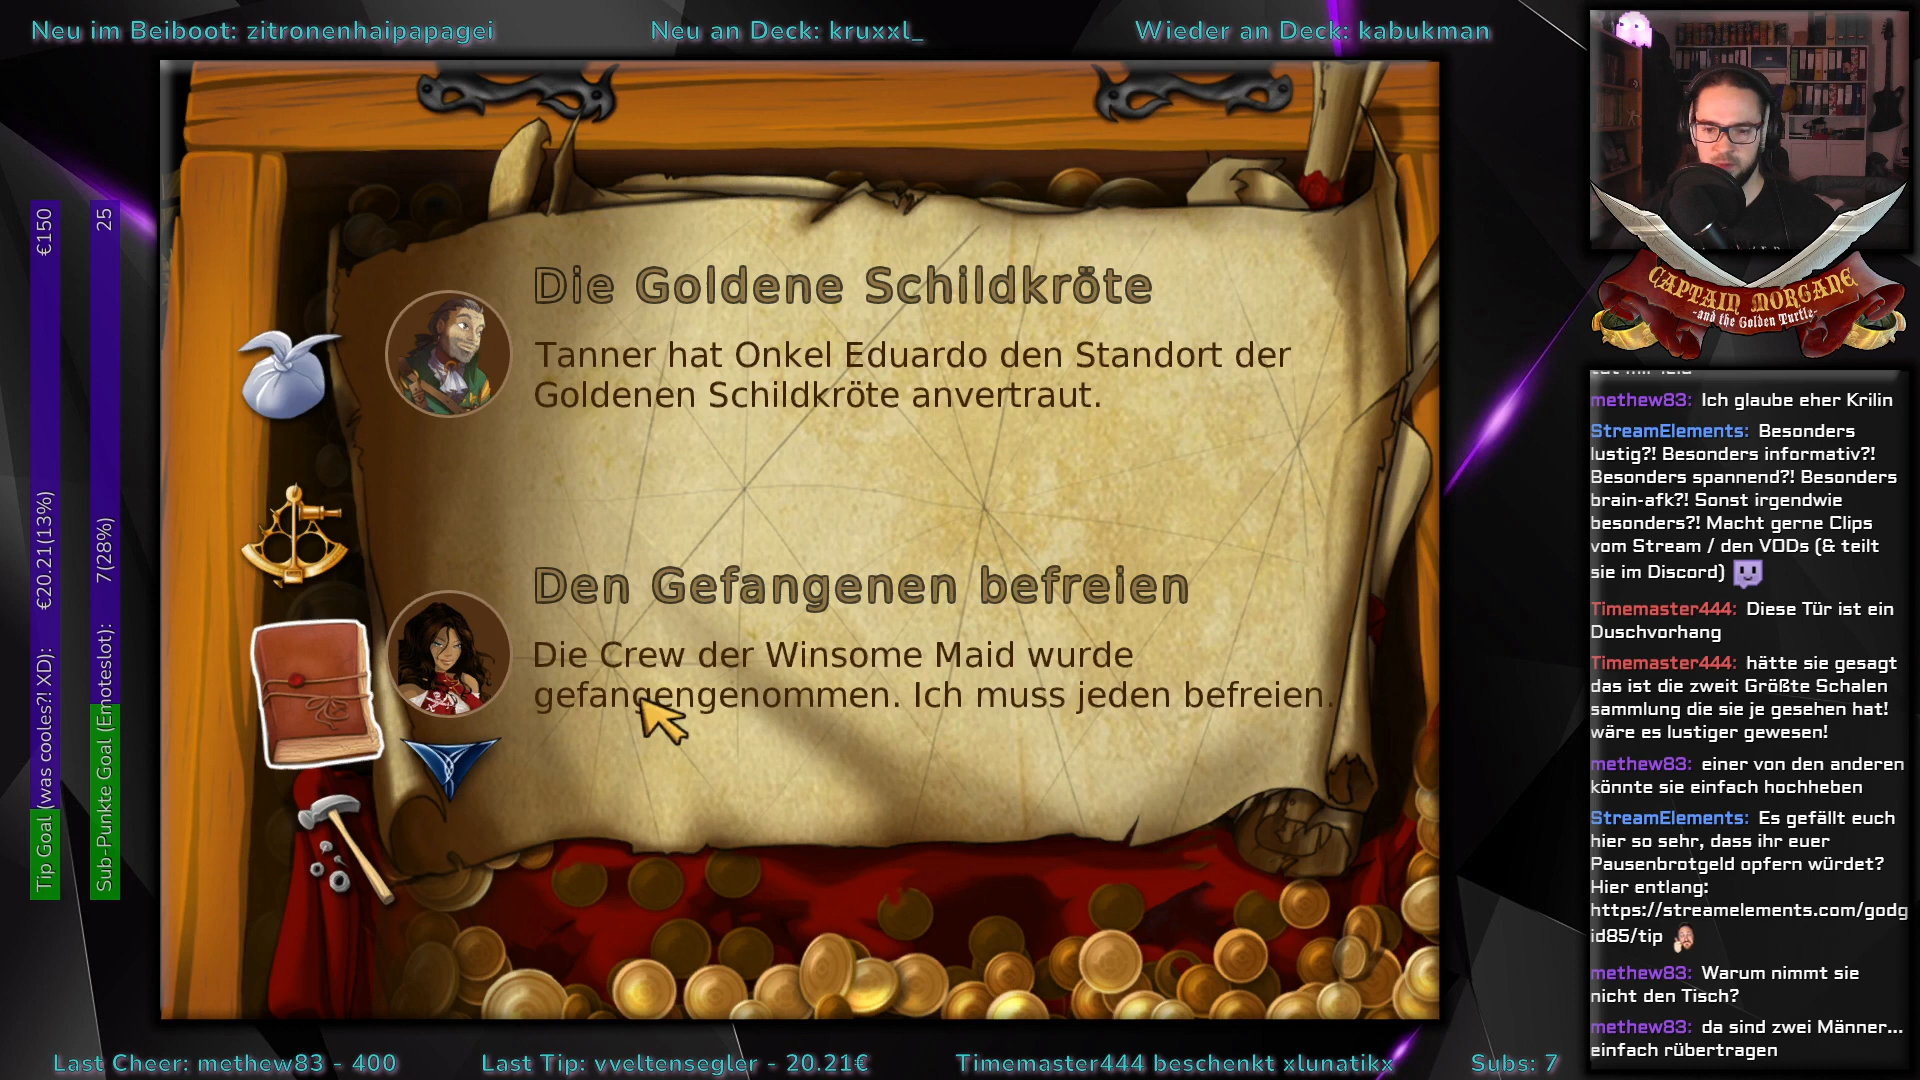 Neu im Beiboot: zitronenhaipapagei
Neu an Deck: kruxxl_
Wieder an Deck: kabukman
Die Goldene Schildkröte
Tanner hat Onkel Eduardo den Standort der
Goldenen Schildkröte anvertraut.
Den Gefangenen befreien
Die Crew der Winsome Maid wurde
gefangengenommen. Ich muss jeden befreien.
Tip Goal (was cooles?! XD): €20.21(13%) €150
Sub-Punkte Goal (Emoteslot): 7(28%) 25
CAPTAIN MORGANE
-and the Golden Turtle-
methew83: Ich glaube eher Krilin
StreamElements: Besonders
lustig?! Besonders informativ?!
Besonders spannend?! Besonders
brain-afk?! Sonst irgendwie
besonders?! Macht gerne Clips
vom Stream / den VODs (& teilt
sie im Discord)
Timemaster444: Diese Tür ist ein
Duschvorhang
Timemaster444: hätte sie gesagt
das ist die zweit Größte Schalen
sammlung die sie je gesehen hat!
wäre es lustiger gewesen!
methew83: einer von den anderen
könnte sie einfach hochheben
StreamElements: Es gefällt euch
hier so sehr, dass ihr euer
Pausenbrotgeld opfern würdet?
Hier entlang:
https://streamelements.com/godg
id85/tip
methew83: Warum nimmt sie
nicht den Tisch?
methew83: da sind zwei Männer...
einfach rübertragen
Last Cheer: methew83 - 400
Last Tip: vveltensegler - 20.21€
Timemaster444 beschenkt xlunatikx
Subs: 7